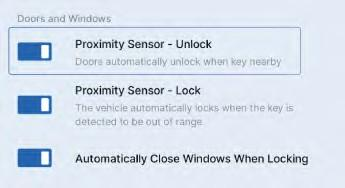 Doors and Windows
Proximity Sensor - Unlock
Doors automatically unlock when key nearby
Proximity Sensor - Lock
The vehicle automatically locks when the key is
detected to be out of range
Automatically Close Windows When Locking